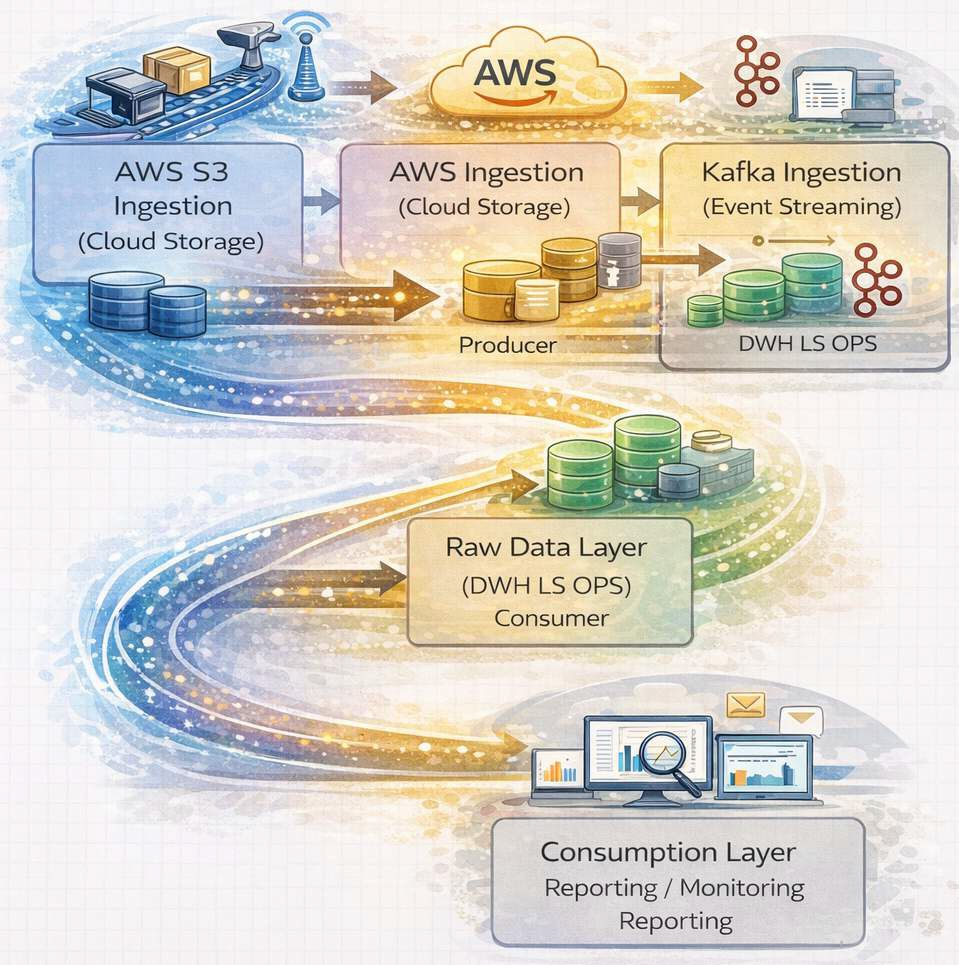 AWS
AWS S3
Ingestion
(Cloud Storage)
AWS Ingestion
(Cloud Storage)
Kafka Ingestion
(Event Streaming)
Producer
DWH LS OPS
Raw Data Layer
(DWH LS OPS)
Consumer
Consumption Layer
Reporting / Monitoring
Reporting